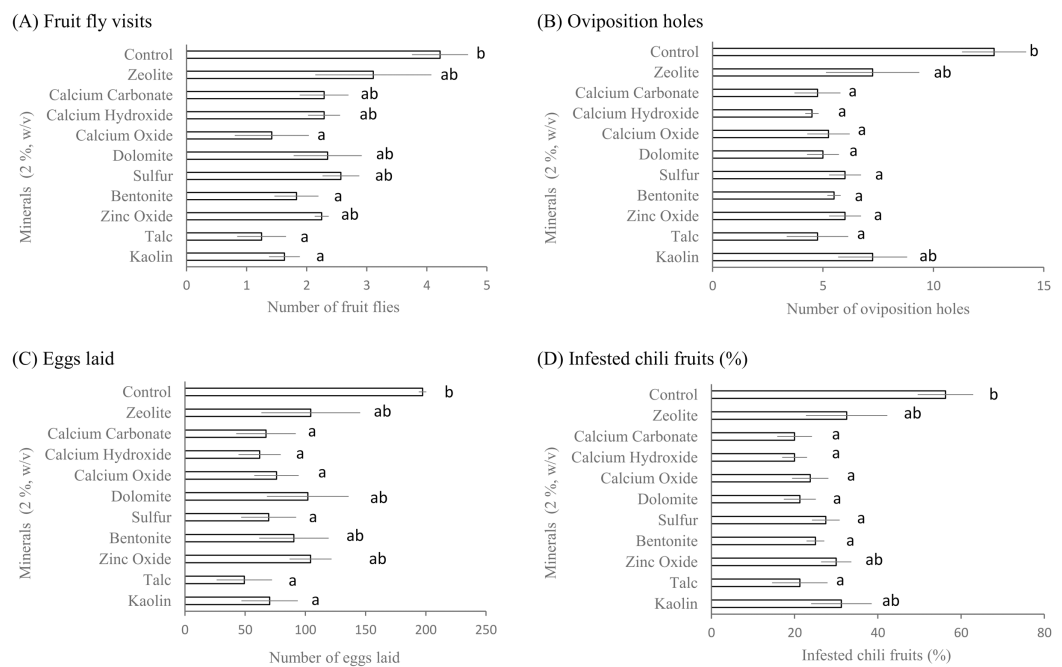 (A) Fruit fly visits
Minerals (2 %, w/v)
Control b
Zeolite ab
Calcium Carbonate ab
Calcium Hydroxide ab
Calcium Oxide a
Dolomite ab
Sulfur ab
Bentonite a
Zinc Oxide ab
Talc a
Kaolin a
0 1 2 3 4 5
Number of fruit flies
(B) Oviposition holes
Minerals (2 %, w/v)
Control b
Zeolite ab
Calcium Carbonate a
Calcium Hydroxide a
Calcium Oxide a
Dolomite a
Sulfur a
Bentonite a
Zinc Oxide a
Talc a
Kaolin ab
0 5 10 15
Number of oviposition holes
(C) Eggs laid
Minerals (2 %, w/v)
Control b
Zeolite ab
Calcium Carbonate a
Calcium Hydroxide a
Calcium Oxide a
Dolomite ab
Sulfur a
Bentonite ab
Zinc Oxide ab
Talc a
Kaolin a
0 50 100 150 200 250
Number of eggs laid
(D) Infested chili fruits (%)
Minerals (2 %, w/v)
Control b
Zeolite ab
Calcium Carbonate a
Calcium Hydroxide a
Calcium Oxide a
Dolomite a
Sulfur a
Bentonite a
Zinc Oxide ab
Talc a
Kaolin ab
0 20 40 60 80
Infested chili fruits (%)